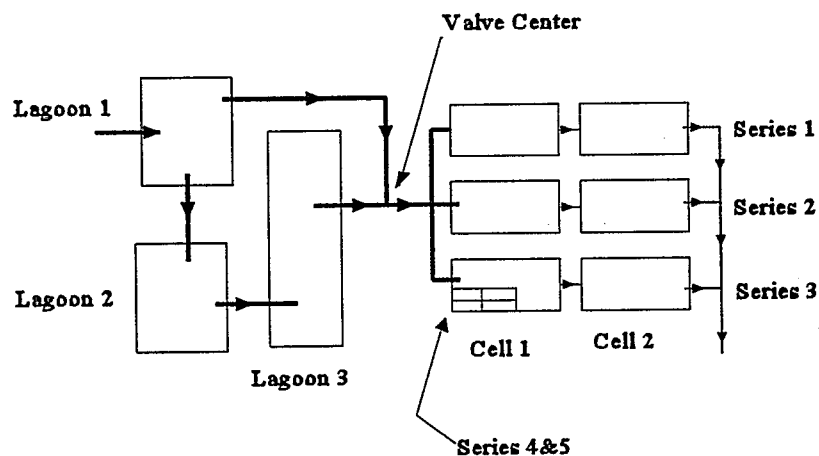 Valve Center
Lagoon 1
Series 1
Series 2
Lagoon 2
Series 3
Cell 1
Cell 2
Lagoon 3
Series 4&5